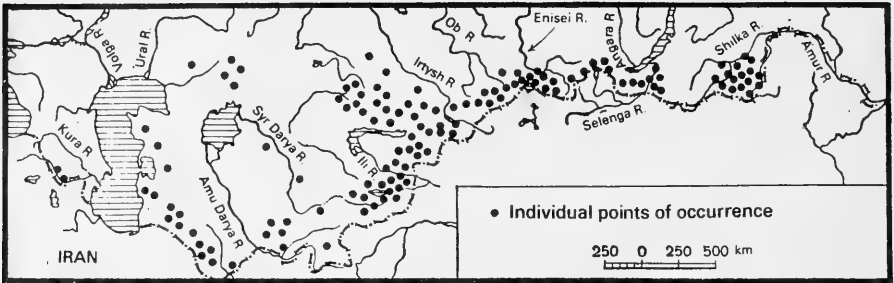 Volga R.
Ural R.
Kura R.
IRAN
Amu Darya R
Syr Darya R.
Ili R.
Irtysh R
Ob R.
Enisei R.
Angara R.
Selenga R.
Shilka R.
Amur R
• Individual points of occurrence
250 0 250 500 km